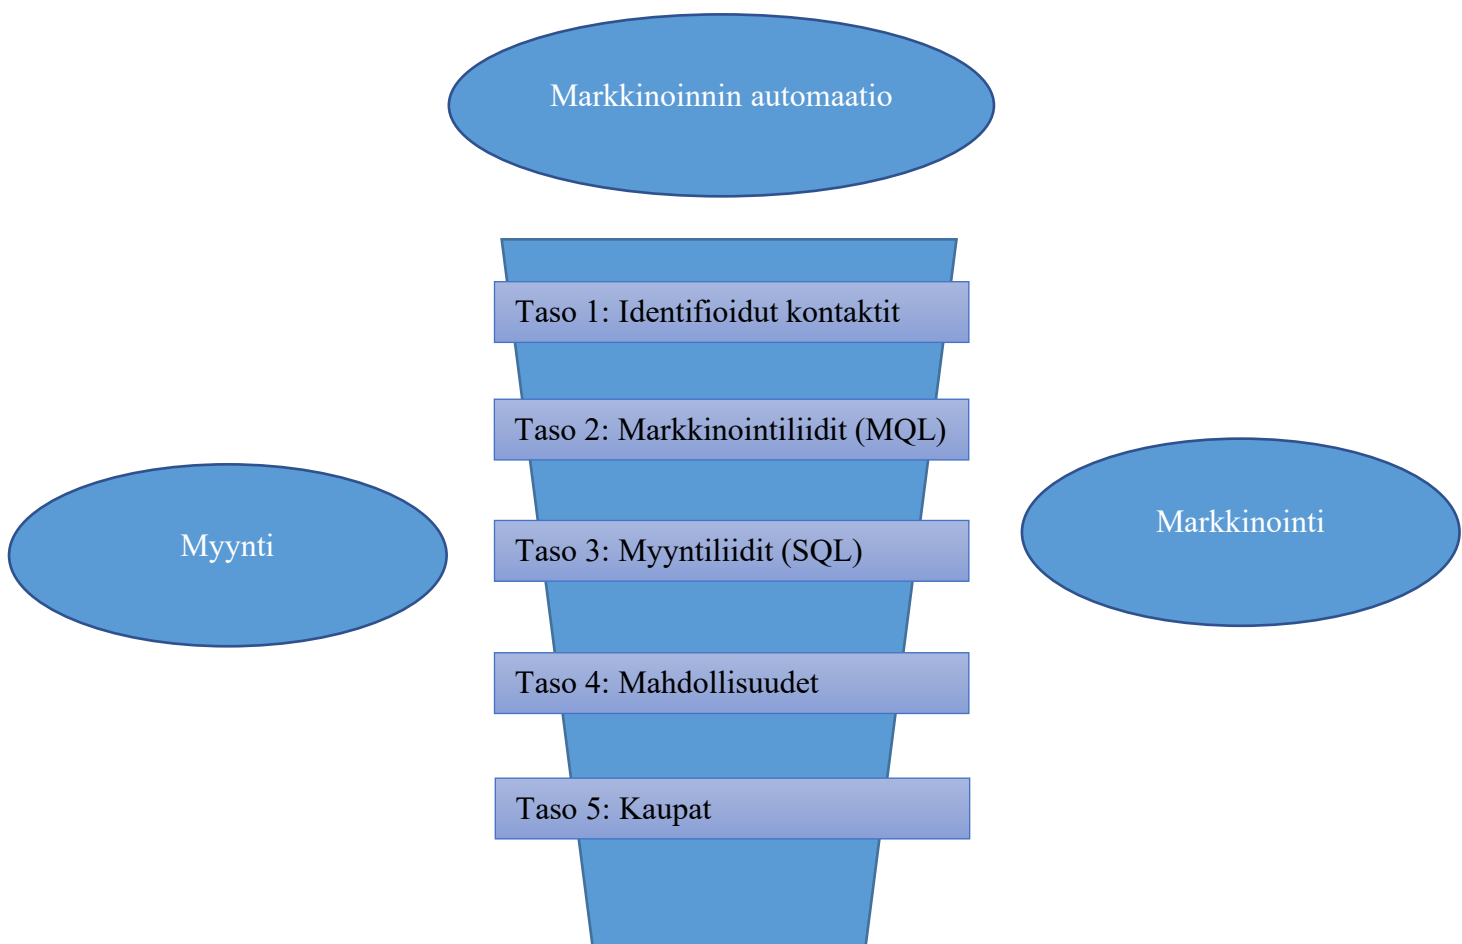 Markkinoinnin automaatio
Taso 1: Identifioidut kontaktit
Taso 2: Markkinointiliidit (MQL)
Markkinointi
Myynti
Taso 3: Myyntiliidit (SQL)
Taso 4: Mahdollisuudet
Taso 5: Kaupat